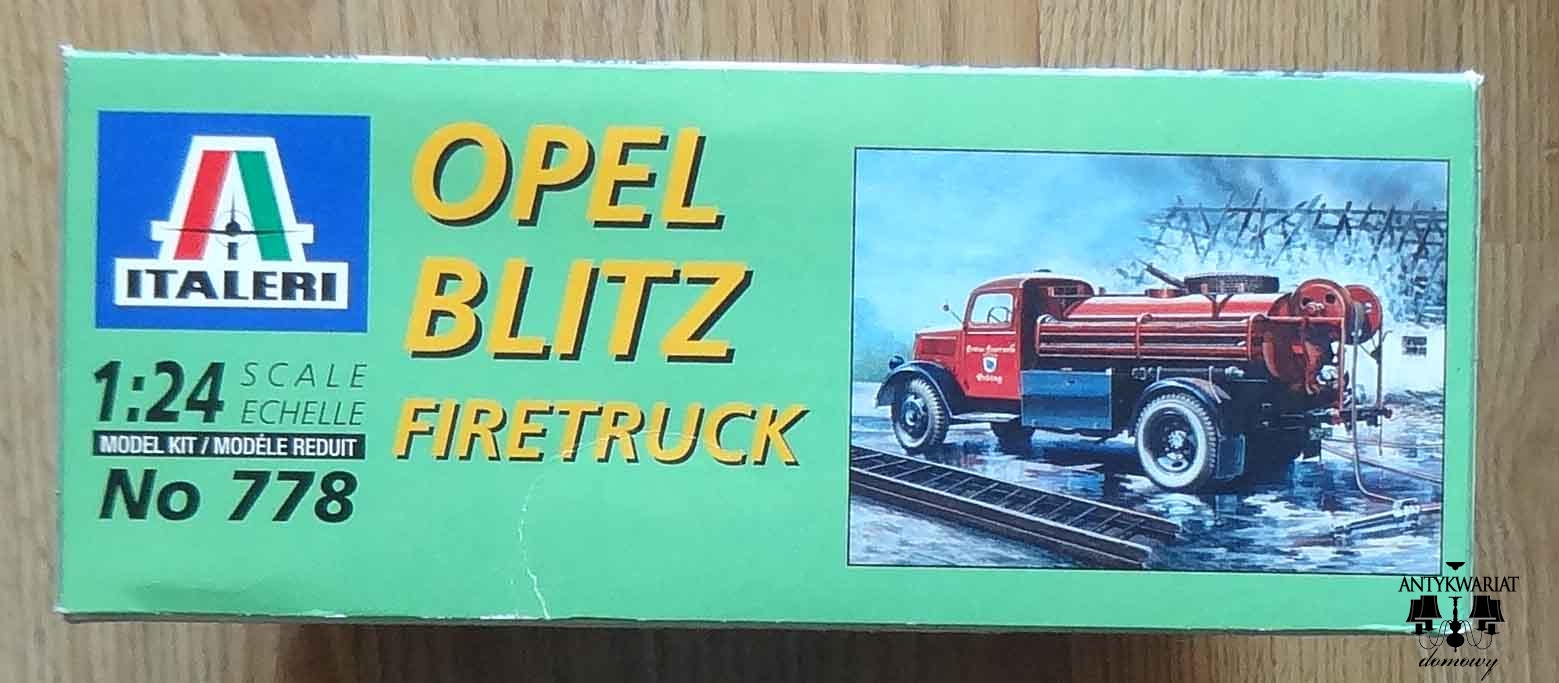 ITALERI
1:24 SCALE
ECHELLE
MODEL KIT / MODÉLE REDUIT
No 778
OPEL
BLITZ
FIRETRUCK
ANTYKWARIAT
domowy